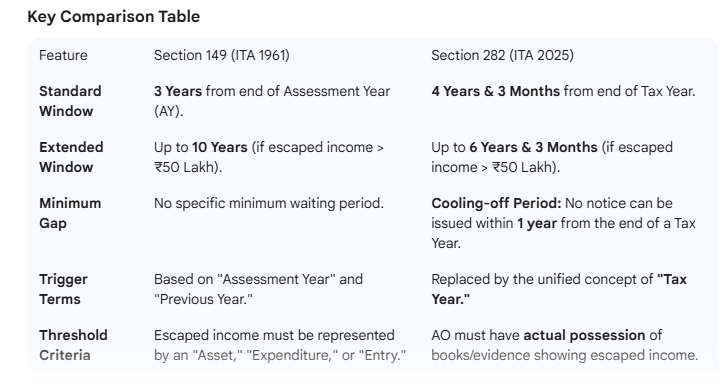 Key Comparison Table
Feature Section 149 (ITA 1961) Section 282 (ITA 2025)
Standard 3 Years from end of Assessment Year 4 Years & 3 Months from end of Tax Year.
Window (AY).
Extended Up to 10 Years (if escaped income > Up to 6 Years & 3 Months (if escaped
Window ₹50 Lakh). income > ₹50 Lakh).
Minimum No specific minimum waiting period. Cooling-off Period: No notice can be
Gap issued within 1 year from the end of a Tax
Year.
Trigger Based on "Assessment Year" and Replaced by the unified concept of "Tax
Terms "Previous Year." Year."
Threshold Escaped income must be represented AO must have actual possession of
Criteria by an "Asset," "Expenditure," or "Entry." books/evidence showing escaped income.